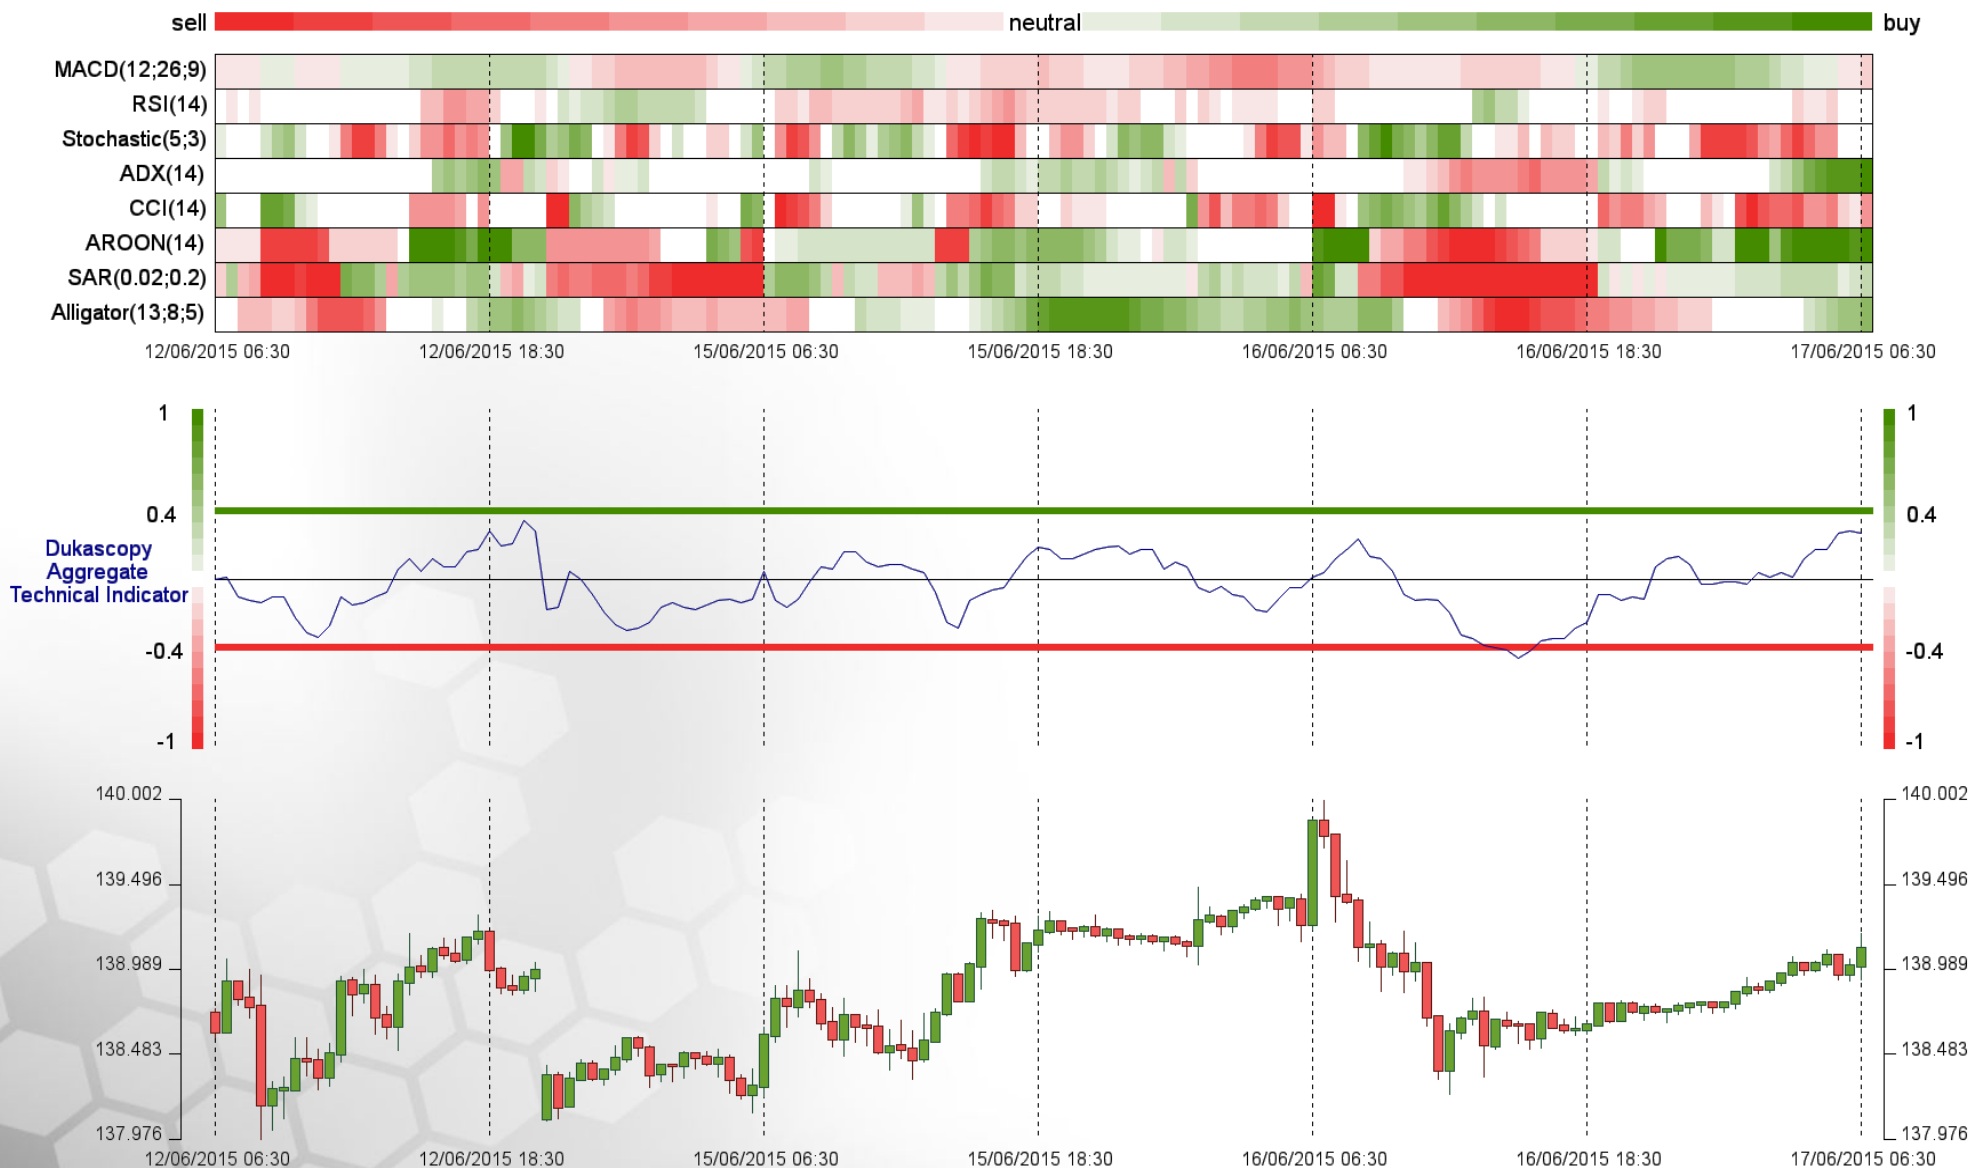 sell neutral buy
MACD(12;26;9)
RSI(14)
Stochastic(5;3)
ADX(14)
CCI(14)
AROON(14)
SAR(0.02;0.2)
Alligator(13;8;5)
12/06/2015 06:30 12/06/2015 18:30 15/06/2015 06:30 15/06/2015 18:30 16/06/2015 06:30 16/06/2015 18:30 17/06/2015 06:30
1 1
0.4 0.4
Dukascopy
Aggregate
Technical Indicator
-0.4 -0.4
-1 -1
140.002 140.002
139.496 139.496
138.989 138.989
138.483 138.483
137.976 137.976
12/06/2015 06:30 12/06/2015 18:30 15/06/2015 06:30 15/06/2015 18:30 16/06/2015 06:30 16/06/2015 18:30 17/06/2015 06:30